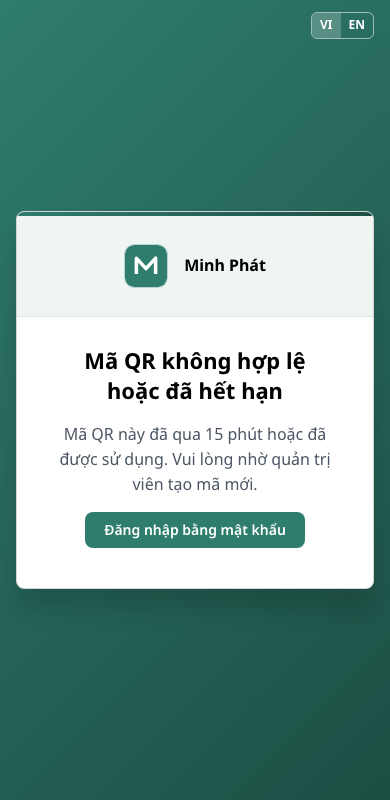 VI EN
Minh Phát
Mã QR không hợp lệ
hoặc đã hết hạn
Mã QR này đã qua 15 phút hoặc đã
được sử dụng. Vui lòng nhờ quản trị
viên tạo mã mới.
Đăng nhập bằng mật khẩu